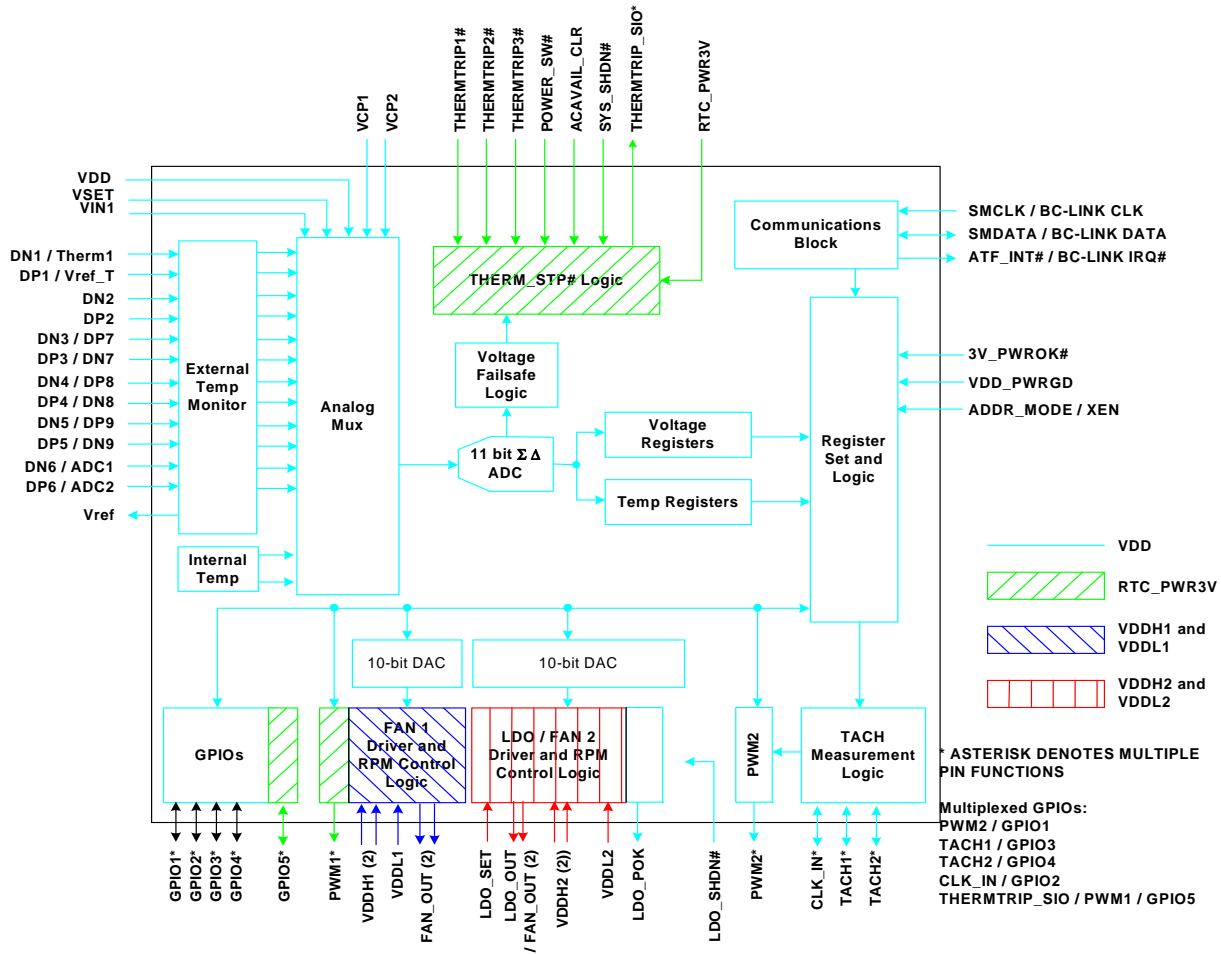 THERMTRIP1#
THERMTRIP2#
THERMTRIP3#
POWER_SW#
ACAVAIL_CLR
SYS_SHDN#
THERMTRIP_SIO*
RTC_PWR3V
VCP1
VCP2
VDD
VSET
VIN1
DN1 / Therm1
DP1 / Vref_T
DN2
DP2
DN3 / DP7
DP3 / DN7
DN4 / DP8
DP4 / DN8
DN5 / DP9
DP5 / DN9
DN6 / ADC1
DP6 / ADC2
Vref
External
Temp
Monitor
Internal
Temp
Analog
Mux
THERM_STP# Logic
Voltage
Failsafe
Logic
11 bit Σ Δ
ADC
Voltage
Registers
Temp Registers
Communications
Block
Register
Set and
Logic
SMCLK / BC-LINK CLK
SMDATA / BC-LINK DATA
ATF_INT# / BC-LINK IRQ#
3V_PWROK#
VDD_PWRGD
ADDR_MODE / XEN
VDD
RTC_PWR3V
VDDH1 and
VDDL1
VDDH2 and
VDDL2
10-bit DAC
10-bit DAC
GPIOs
FAN 1
Driver and
RPM Control
Logic
LDO / FAN 2
Driver and RPM
Control Logic
PWM2
TACH
Measurement
Logic
* ASTERISK DENOTES MULTIPLE
PIN FUNCTIONS
Multiplexed GPIOs:
PWM2 / GPIO1
TACH1 / GPIO3
TACH2 / GPIO4
CLK_IN / GPIO2
THERMTRIP_SIO / PWM1 / GPIO5
GPIO1*
GPIO2*
GPIO3*
GPIO4*
GPIO5*
PWM1*
VDDH1 (2)
VDDL1
FAN_OUT (2)
LDO_SET
LDO_OUT
/ FAN_OUT (2)
VDDH2 (2))
VDDL2
LDO_POK
LDO_SHDN#
PWM2*
CLK_IN*
TACH1*
TACH2*